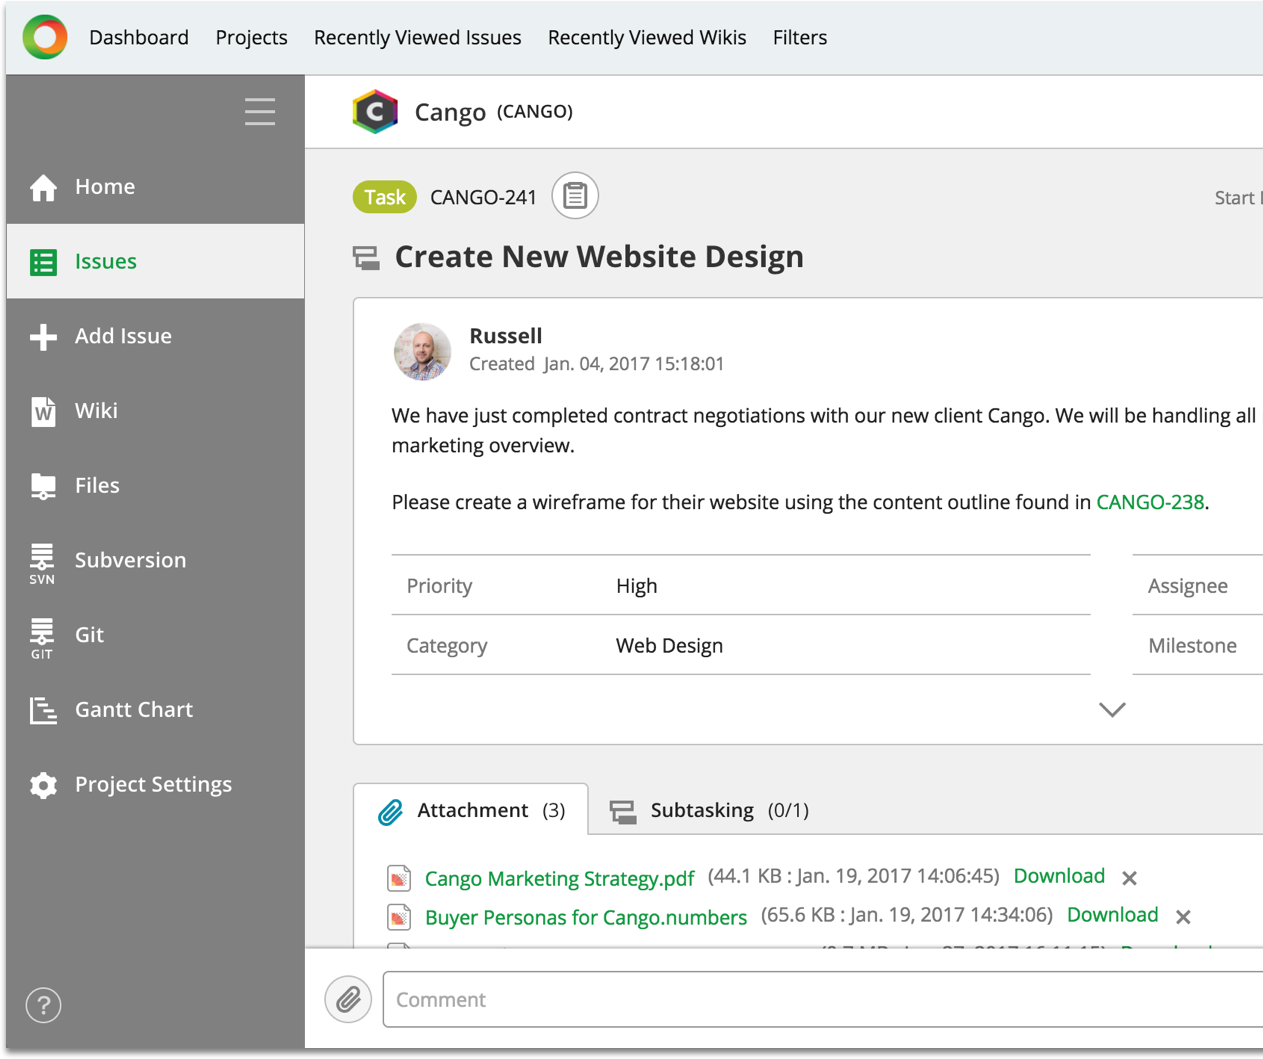 Dashboard Projects Recently Viewed Issues Recently Viewed Wikis Filters
C Cango (CANGO)
Home
Issues
Add Issue
W Wiki
Files
SVN Subversion
GIT Git
Gantt Chart
Project Settings
?
Task CANGO-241
Start
Create New Website Design
Russell
Created Jan. 04, 2017 15:18:01
We have just completed contract negotiations with our new client Cango. We will be handling all
marketing overview.
Please create a wireframe for their website using the content outline found in CANGO-238.
Priority High Assignee
Category Web Design Milestone
Attachment (3) Subtasking (0/1)
Cango Marketing Strategy.pdf (44.1 KB : Jan. 19, 2017 14:06:45) Download
Buyer Personas for Cango.numbers (65.6 KB : Jan. 19, 2017 14:34:06) Download
Comment